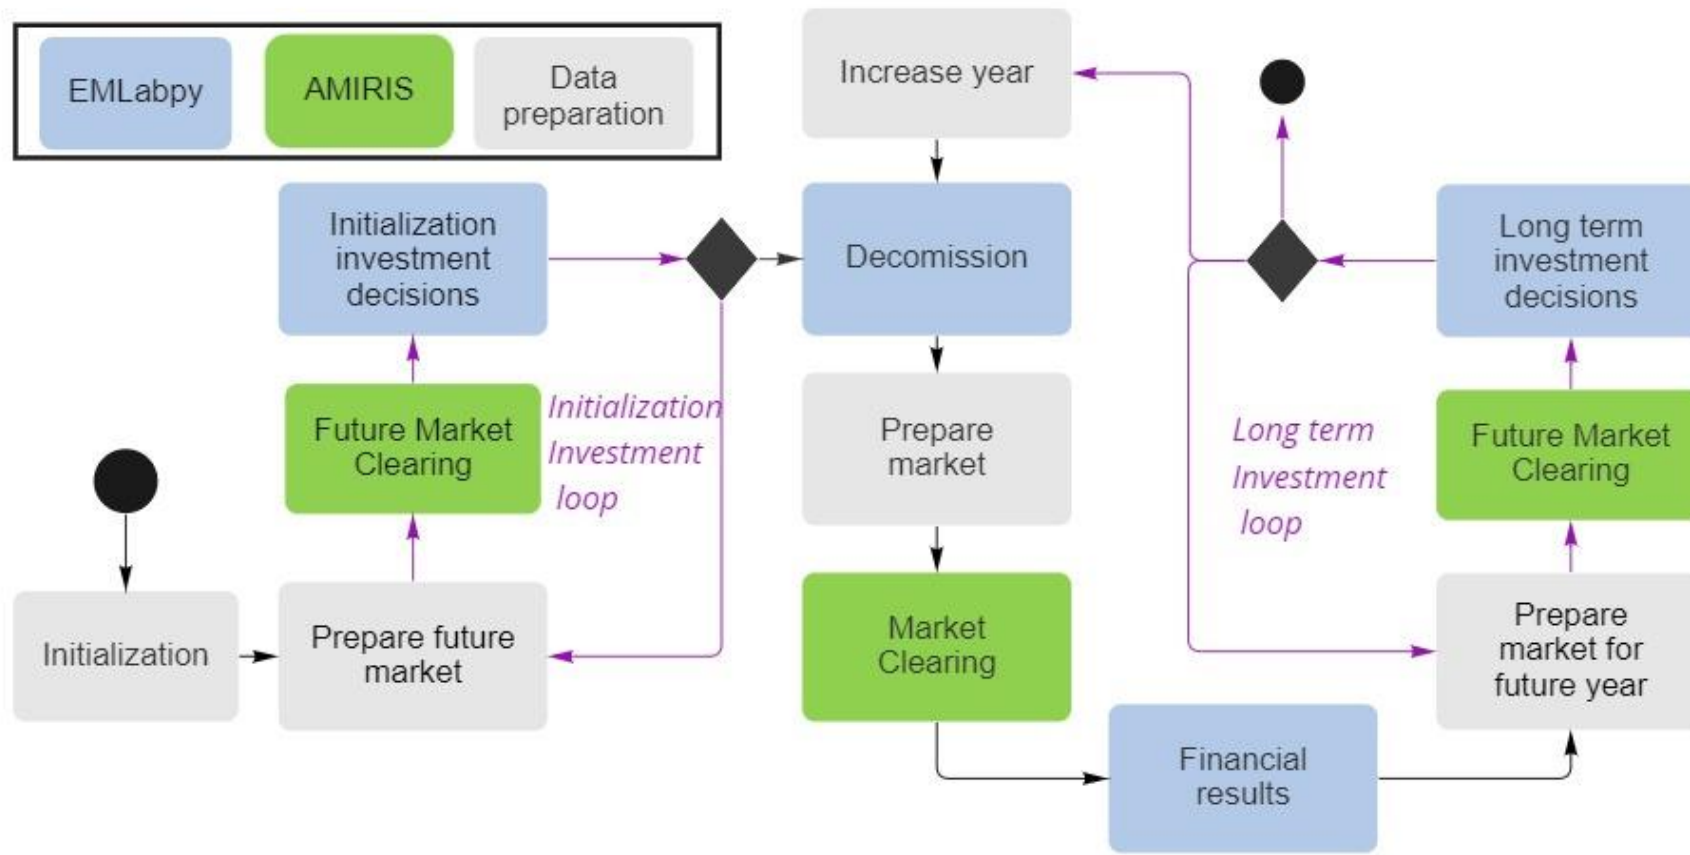 EMLabpy
AMIRIS
Data
preparation
Increase year
Initialization
investment
decisions
Decomission
Long term
investment
decisions
Future Market
Clearing
Initialization
Investment
loop
Prepare
market
Long term
Investment
loop
Future Market
Clearing
Initialization
Prepare future
market
Market
Clearing
Prepare
market for
future year
Financial
results